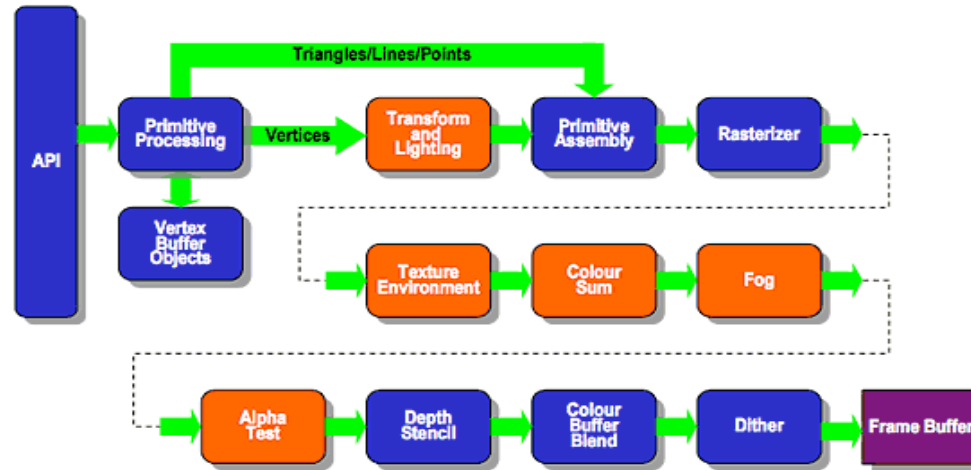 Triangles/Lines/Points
API
Primitive
Processing
Vertices
Transform
and
Lighting
Primitive
Assembly
Rasterizer
Vertex
Buffer
Objects
Texture
Environment
Colour
Sum
Fog
Alpha
Test
Depth
Stencil
Colour
Buffer
Blend
Dither
Frame Buffer